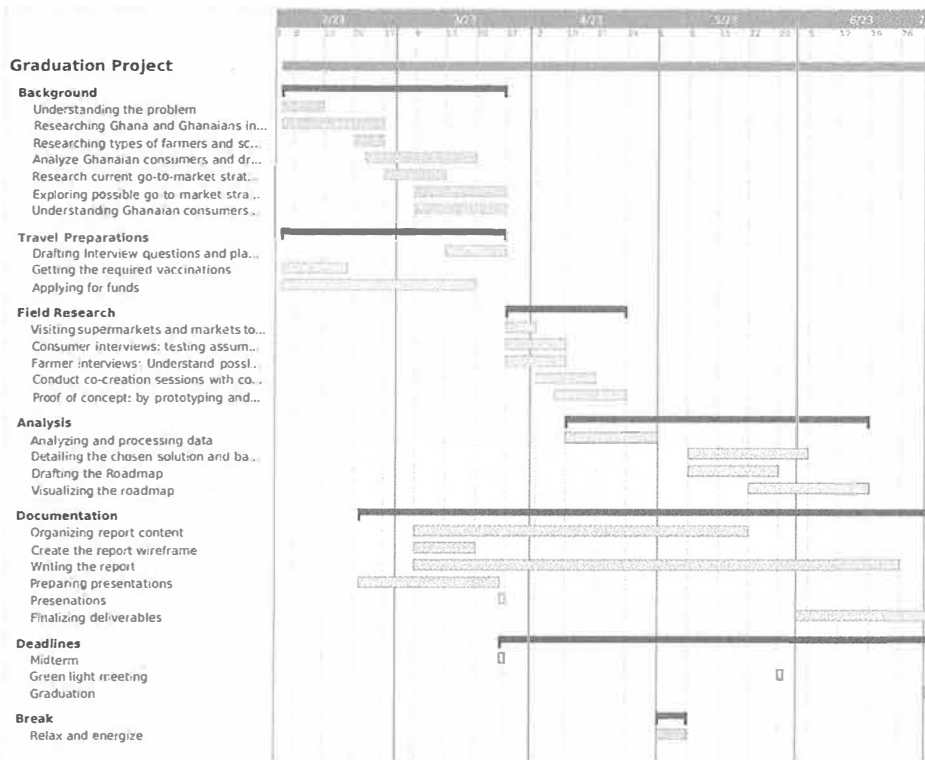 2/23 3/23 4/23 5/23 6/23
Graduation Project
Background
Understanding the problem
Researching Ghana and Ghanaians in...
Researching types of farmers and sc...
Analyze Ghanaian consumers and dr...
Research current go-to-market strat...
Exploring possible go to market stra...
Understanding Ghanaian consumers...
Travel Preparations
Drafting Interview questions and pla...
Getting the required vaccinations
Applying for funds
Field Research
Visiting supermarkets and markets to...
Consumer interviews: testing assum...
Farmer interviews: Understand possi...
Conduct co-creation sessions with co...
Proof of concept: by prototyping and...
Analysis
Analyzing and processing data
Detailing the chosen solution and ba...
Drafting the Roadmap
Visualizing the roadmap
Documentation
Organizing report content
Create the report wireframe
Writing the report
Preparing presentations
Presenations
Finalizing deliverables
Deadlines
Midterm
Green light meeting
Graduation
Break
Relax and energize